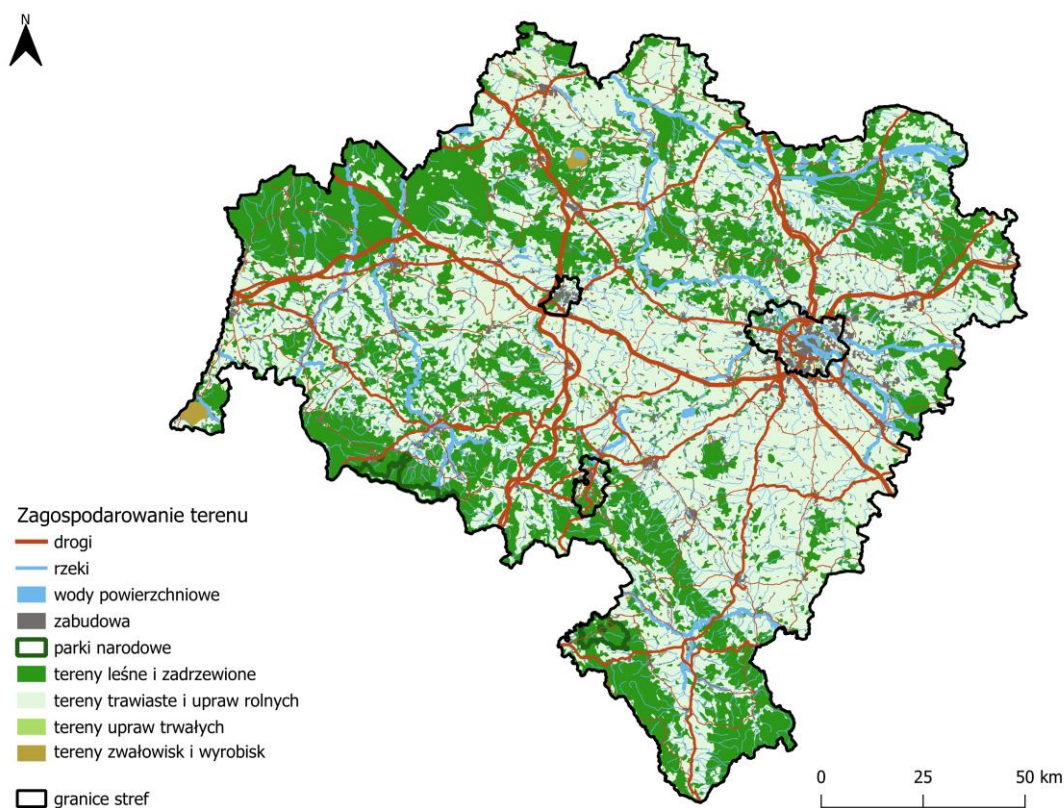 N
Zagospodarowanie terenu
drogi
rzeki
wody powierzchniowe
zabudowa
parki narodowe
tereny leśne i zadrzewione
tereny trawiaste i upraw rolnych
tereny upraw trwałych
tereny zwałowisk i wyrobisk
granice stref
0 25 50 km